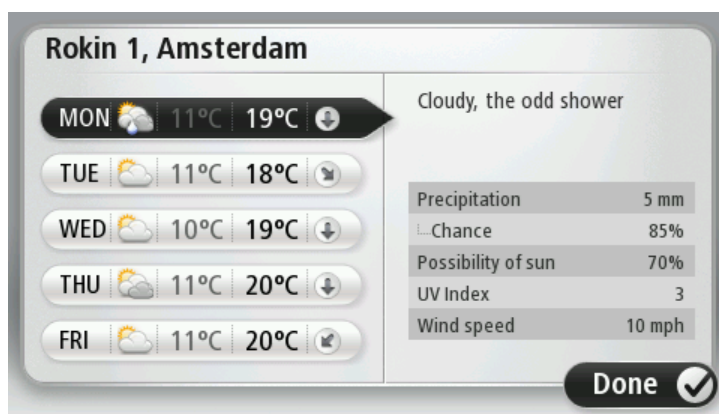 Rokin 1, Amsterdam
MON 11°C 19°C
TUE 11°C 18°C
WED 10°C 19°C
THU 11°C 20°C
FRI 11°C 20°C
Cloudy, the odd shower
Precipitation 5 mm
Chance 85%
Possibility of sun 70%
UV Index 3
Wind speed 10 mph
Done